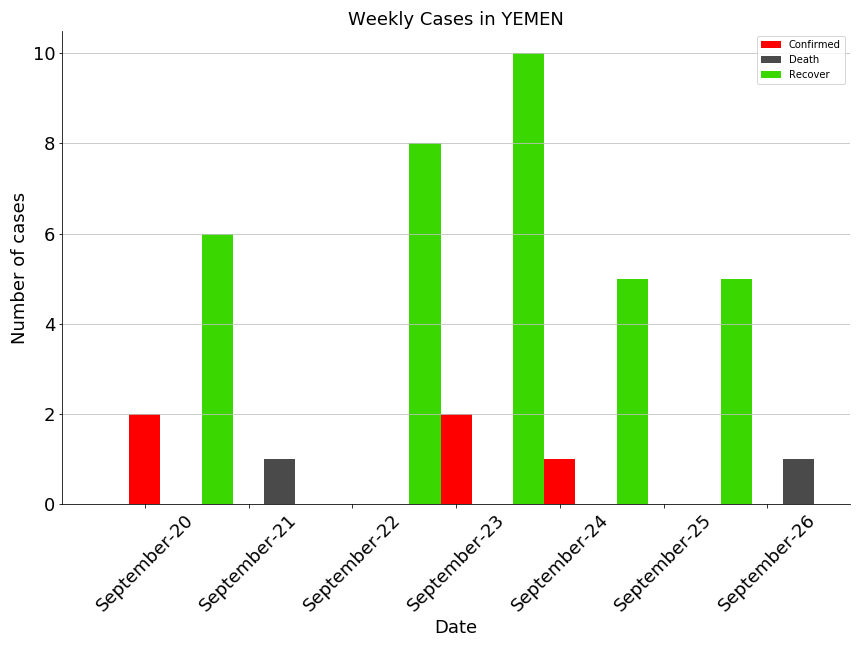 Weekly Cases in YEMEN
Confirmed
Death
Recover
Number of cases
10
8
6
4
2
0
September-20
September-21
September-22
September-23
September-24
September-25
September-26
Date